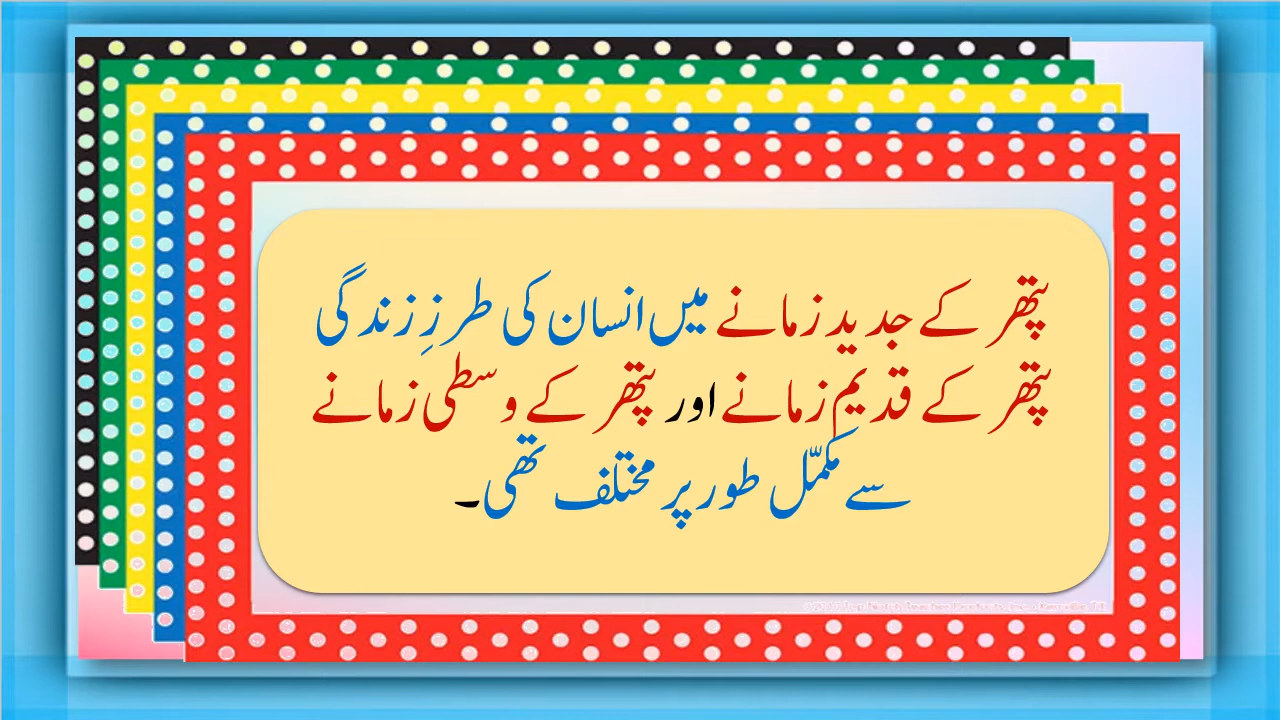 پتھر کے جدید زمانے میں انسان کی طرزِ زندگی
پتھر کے قدیم زمانے اور پتھر کے وسطی زمانے
سے مکمّل طور پر مختلف تھی۔